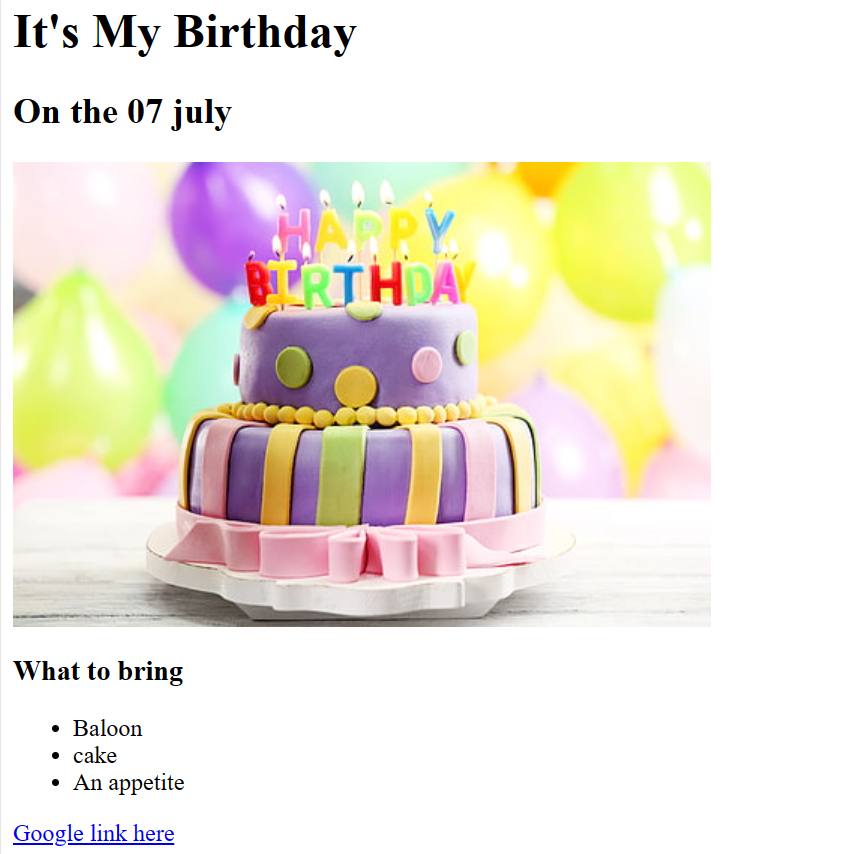 It's My Birthday
On the 07 july
HAPPY
BIRTHDAY
What to bring
Baloon
cake
An appetite
Google link here